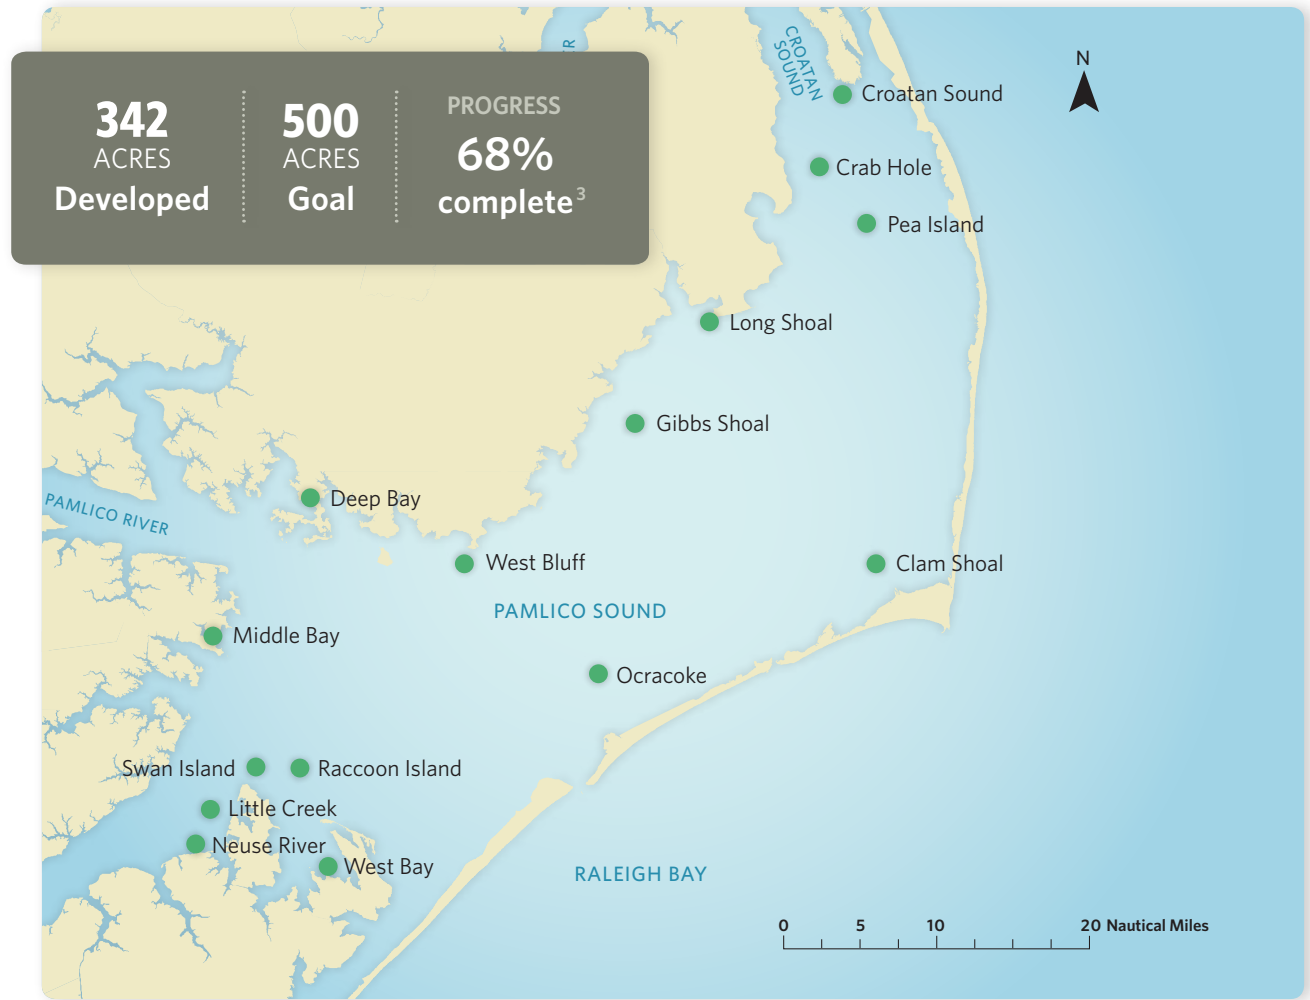 342
ACRES
Developed
500
ACRES
Goal
PROGRESS
68%
complete³
CROATAN
SOUND
N
Croatan Sound
Crab Hole
Pea Island
Long Shoal
Gibbs Shoal
Deep Bay
PAMLICO RIVER
West Bluff
Clam Shoal
PAMLICO SOUND
Middle Bay
Ocracoke
Swan Island
Raccoon Island
Little Creek
Neuse River
West Bay
RALEIGH BAY
0 5 10 20 Nautical Miles